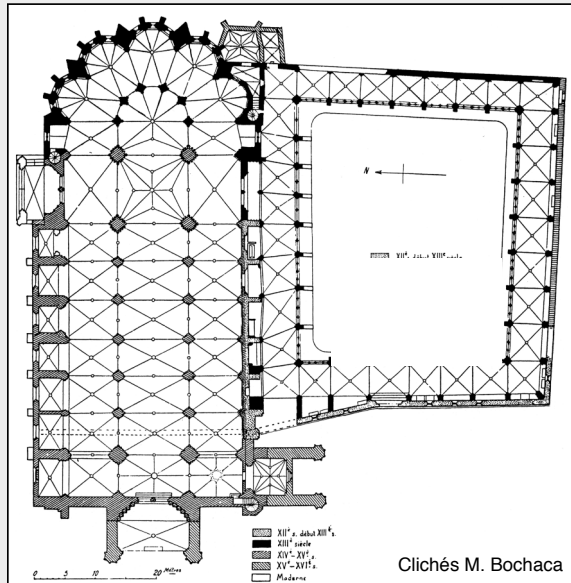 N
XIIᵉ s. début XIIIᵉ s.
XIIIᵉ siècle
XIVᵉ-XVᵉ s.
XVᵉ-XVIᵉ s.
Moderne
0 5 10 20 Mètres
Clichés M. Bochaca